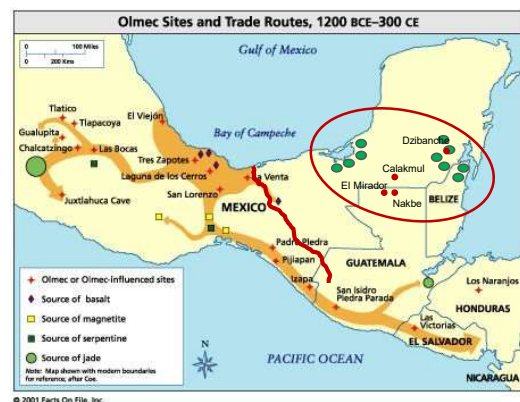 Olmec Sites and Trade Routes, 1200 BCE–300 CE
0 100 Miles
0 200 Kms
Gulf of Mexico
Tlatico
Tlapacoya
El Viejón
Gualupita
Bay of Campeche
Chalcatzingo
Las Bocas
Tres Zapotes
Laguna de los Cerros
La Venta
Juxtlahuca Cave
San Lorenzo
MEXICO
Dzibanche
Calakmul
El Mirador
Nakbe
BELIZE
Padre Piedra
Pijijiapan
GUATEMALA
Izapa
San Isidro
Piedra Parada
Los Naranjos
HONDURAS
Las
Victorias
EL SALVADOR
NICARAGUA
PACIFIC OCEAN
N
Olmec or Olmec-influenced sites
Source of basalt
Source of magnetite
Source of serpentine
Source of jade
Note: Map shown with modern boundaries
for reference; after Coe.
© 2001 Facts On File, Inc.